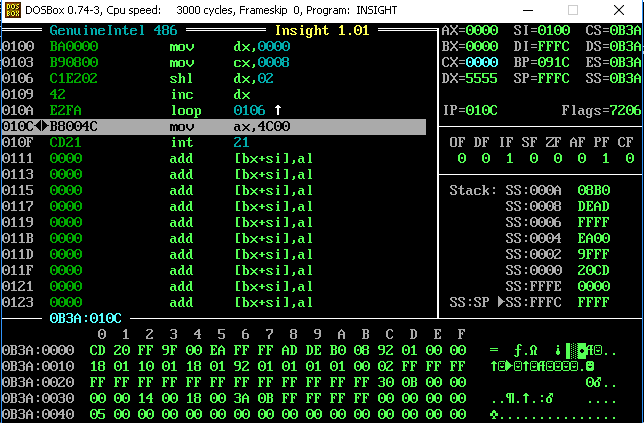 DOSBox 0.74-3, Cpu speed: 3000 cycles, Frameskip 0, Program: INSIGHT
GenuineIntel 486 Insight 1.01
0100 BA0000 mov dx,0000
0103 B90800 mov cx,0008
0106 C1E202 shl dx,02
0109 42 inc dx
010A E2FA loop 0106 ↑
010C◄►B8004C mov ax,4C00
010F CD21 int 21
0111 0000 add [bx+si],al
0113 0000 add [bx+si],al
0115 0000 add [bx+si],al
0117 0000 add [bx+si],al
0119 0000 add [bx+si],al
011B 0000 add [bx+si],al
011D 0000 add [bx+si],al
011F 0000 add [bx+si],al
0121 0000 add [bx+si],al
0123 0000 add [bx+si],al
AX=0000 SI=0100 CS=0B3A
BX=0000 DI=FFFC DS=0B3A
CX=0000 BP=091C ES=0B3A
DX=5555 SP=FFFC SS=0B3A
IP=010C Flags=7206
OF DF IF SF ZF AF PF CF
0 0 1 0 0 0 1 0
Stack: SS:000A 08B0
SS:0008 DEAD
SS:0006 FFFF
SS:0004 EA00
SS:0002 9FFF
SS:0000 20CD
SS:FFFE 0000
SS:SP ►SS:FFFC FFFF
0B3A:010C
0 1 2 3 4 5 6 7 8 9 A B C D E F
0B3A:0000 CD 20 FF 9F 00 EA FF FF AD DE B0 08 92 01 00 00
0B3A:0010 18 01 10 01 18 01 92 01 01 01 01 00 02 FF FF FF
0B3A:0020 FF FF FF FF FF FF FF FF FF FF FF FF 30 0B 00 00
0B3A:0030 00 00 14 00 18 00 3A 0B FF FF FF FF 00 00 00 00
0B3A:0040 05 00 00 00 00 00 00 00 00 00 00 00 00 00 00 00